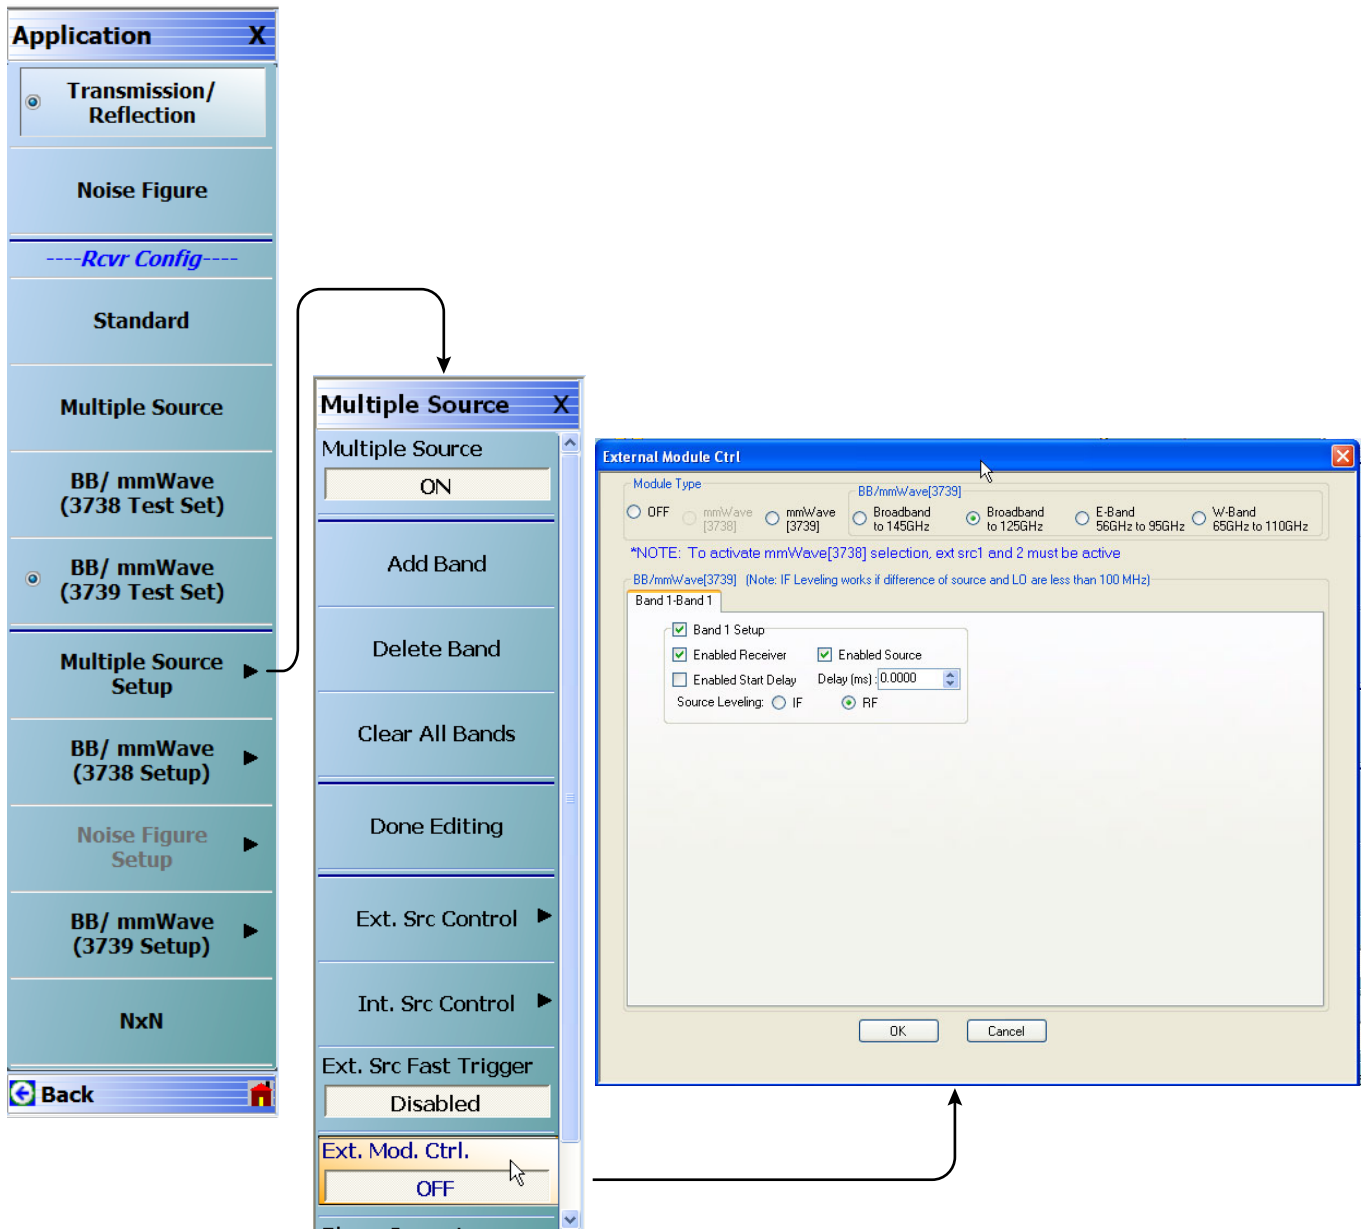 Application X
Transmission/
Reflection
Noise Figure
----Rcvr Config----
Standard
Multiple Source
BB/ mmWave
(3738 Test Set)
BB/ mmWave
(3739 Test Set)
Multiple Source
Setup
BB/ mmWave
(3738 Setup)
Noise Figure
Setup
BB/ mmWave
(3739 Setup)
NxN
Back
Multiple Source X
Multiple Source
ON
Add Band
Delete Band
Clear All Bands
Done Editing
Ext. Src Control
Int. Src Control
Ext. Src Fast Trigger
Disabled
Ext. Mod. Ctrl.
OFF
External Module Ctrl
Module Type
BB/mmWave[3739]
OFF
mmWave
[3738]
mmWave
[3739]
Broadband
to 145GHz
Broadband
to 125GHz
E-Band
56GHz to 95GHz
W-Band
65GHz to 110GHz
*NOTE: To activate mmWave[3738] selection, ext src1 and 2 must be active
BB/mmWave[3739] (Note: IF Leveling works if difference of source and LO are less than 100 MHz)
Band 1-Band 1
Band 1 Setup
Enabled Receiver Enabled Source
Enabled Start Delay Delay (ms) : 0.0000
Source Leveling: IF RF
OK Cancel